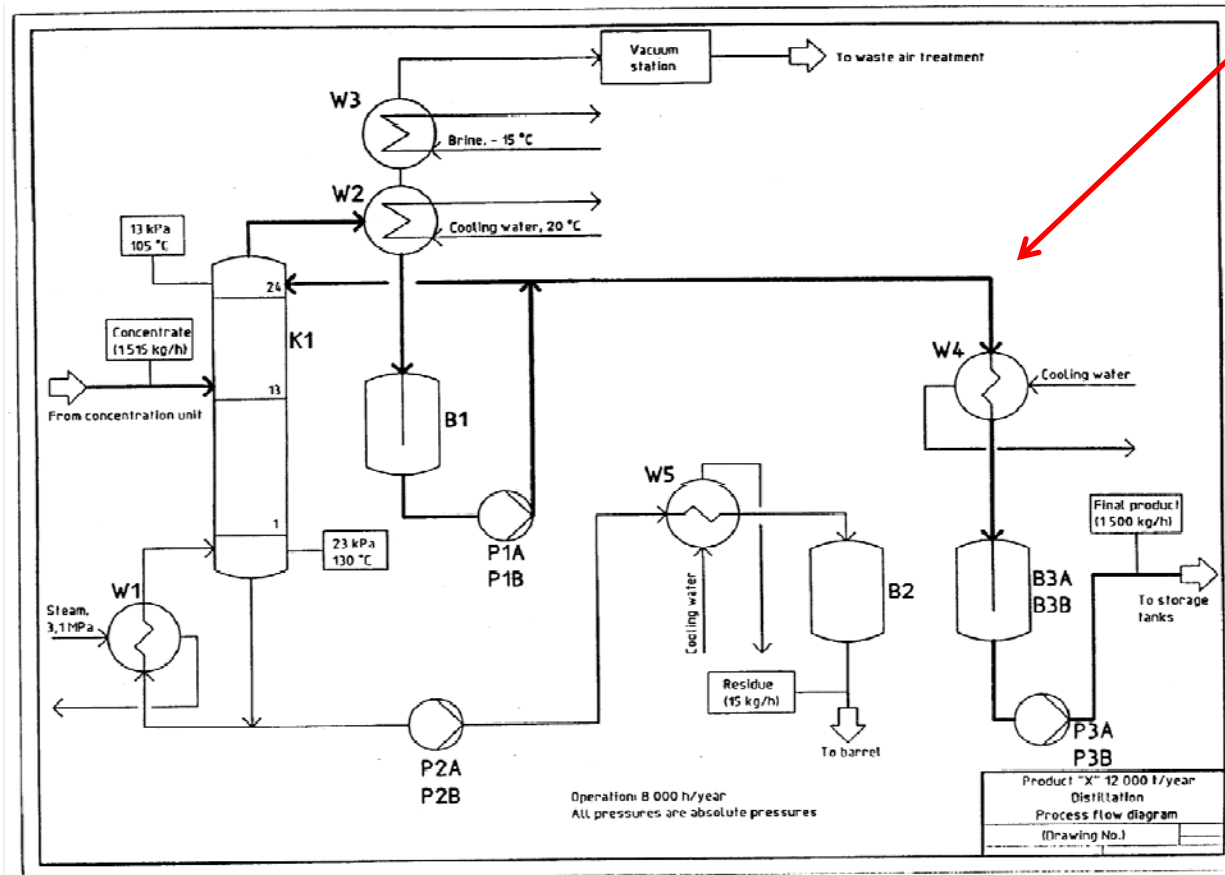 Vacuum
station
To waste air treatment
W3
Brine, - 15 °C
W2
Cooling water, 20 °C
13 kPa
105 °C
24
Concentrate
(1515 kg/h)
K1
W4
Cooling water
13
From concentration unit
B1
W5
Final product
(1 500 kg/h)
1
23 kPa
130 °C
P1A
P1B
W1
Steam,
3,1 MPa
B2
B3A
B3B
To storage
tanks
Cooling water
Residue
(15 kg/h)
To barrel
P2A
P2B
P3A
P3B
Operation: 8 000 h/year
All pressures are absolute pressures
Product "X" 12 000 t/year
Distillation
Process flow diagram
(Drawing No.)